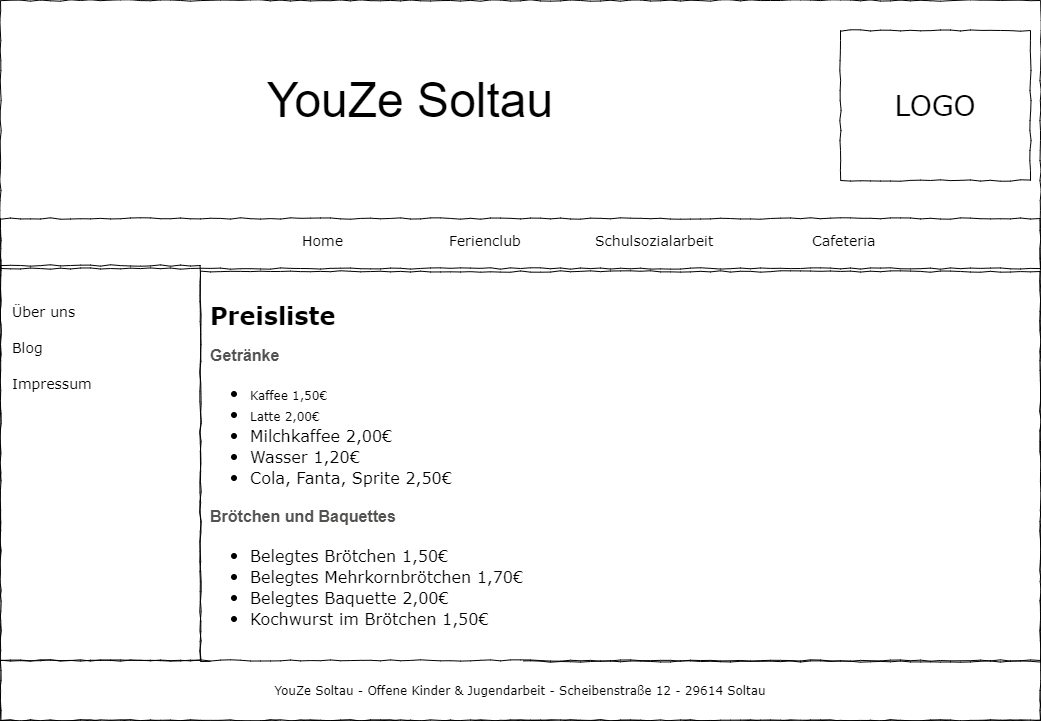 YouZe Soltau
LOGO
Home Ferienclub Schulsozialarbeit Cafeteria
Über uns
Blog
Impressum
Preisliste
Getränke
Kaffee 1,50€
Latte 2,00€
Milchkaffee 2,00€
Wasser 1,20€
Cola, Fanta, Sprite 2,50€
Brötchen und Baquettes
Belegtes Brötchen 1,50€
Belegtes Mehrkornbrötchen 1,70€
Belegtes Baquette 2,00€
Kochwurst im Brötchen 1,50€
YouZe Soltau - Offene Kinder & Jugendarbeit - Scheibenstraße 12 - 29614 Soltau